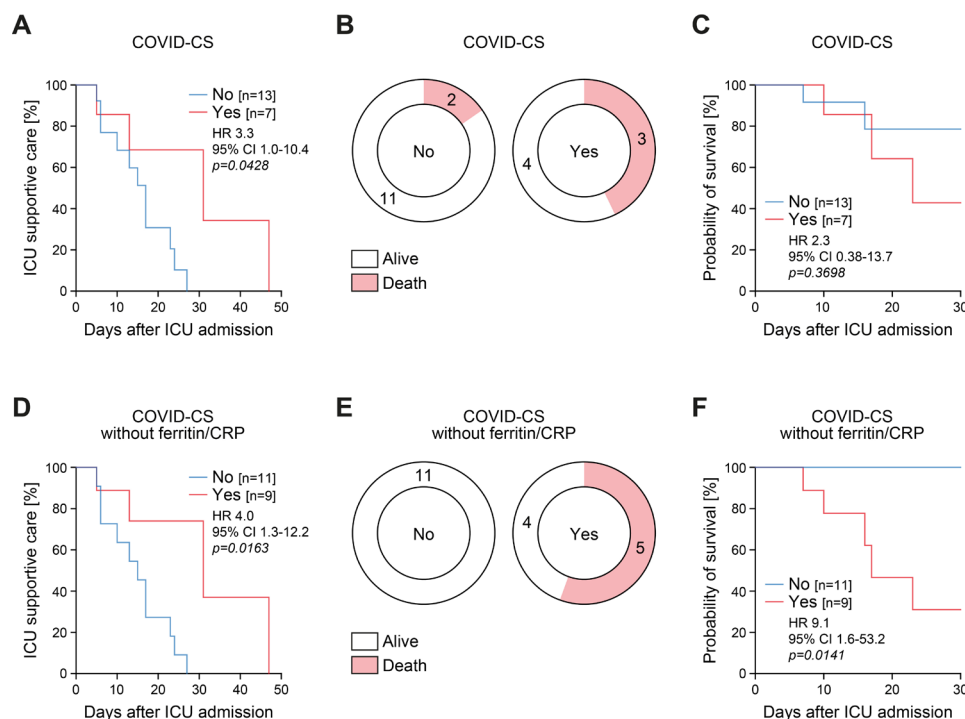 A
COVID-CS
100
80
60
40
20
0
ICU supportive care [%]
No [n=13]
Yes [n=7]
HR 3.3
95% CI 1.0-10.4
p=0.0428
0 10 20 30 40 50
Days after ICU admission
B
COVID-CS
2
No
11
3
Yes
4
Alive
Death
C
COVID-CS
100
80
60
40
20
0
Probability of survival [%]
No [n=13]
Yes [n=7]
HR 2.3
95% CI 0.38-13.7
p=0.3698
0 10 20 30
Days after ICU admission
D
COVID-CS
without ferritin/CRP
100
80
60
40
20
0
ICU supportive care [%]
No [n=11]
Yes [n=9]
HR 4.0
95% CI 1.3-12.2
p=0.0163
0 10 20 30 40 50
Days after ICU admission
E
COVID-CS
without ferritin/CRP
11
No
4
Yes
5
Alive
Death
F
COVID-CS
without ferritin/CRP
100
80
60
40
20
0
Probability of survival [%]
No [n=11]
Yes [n=9]
HR 9.1
95% CI 1.6-53.2
p=0.0141
0 10 20 30
Days after ICU admission